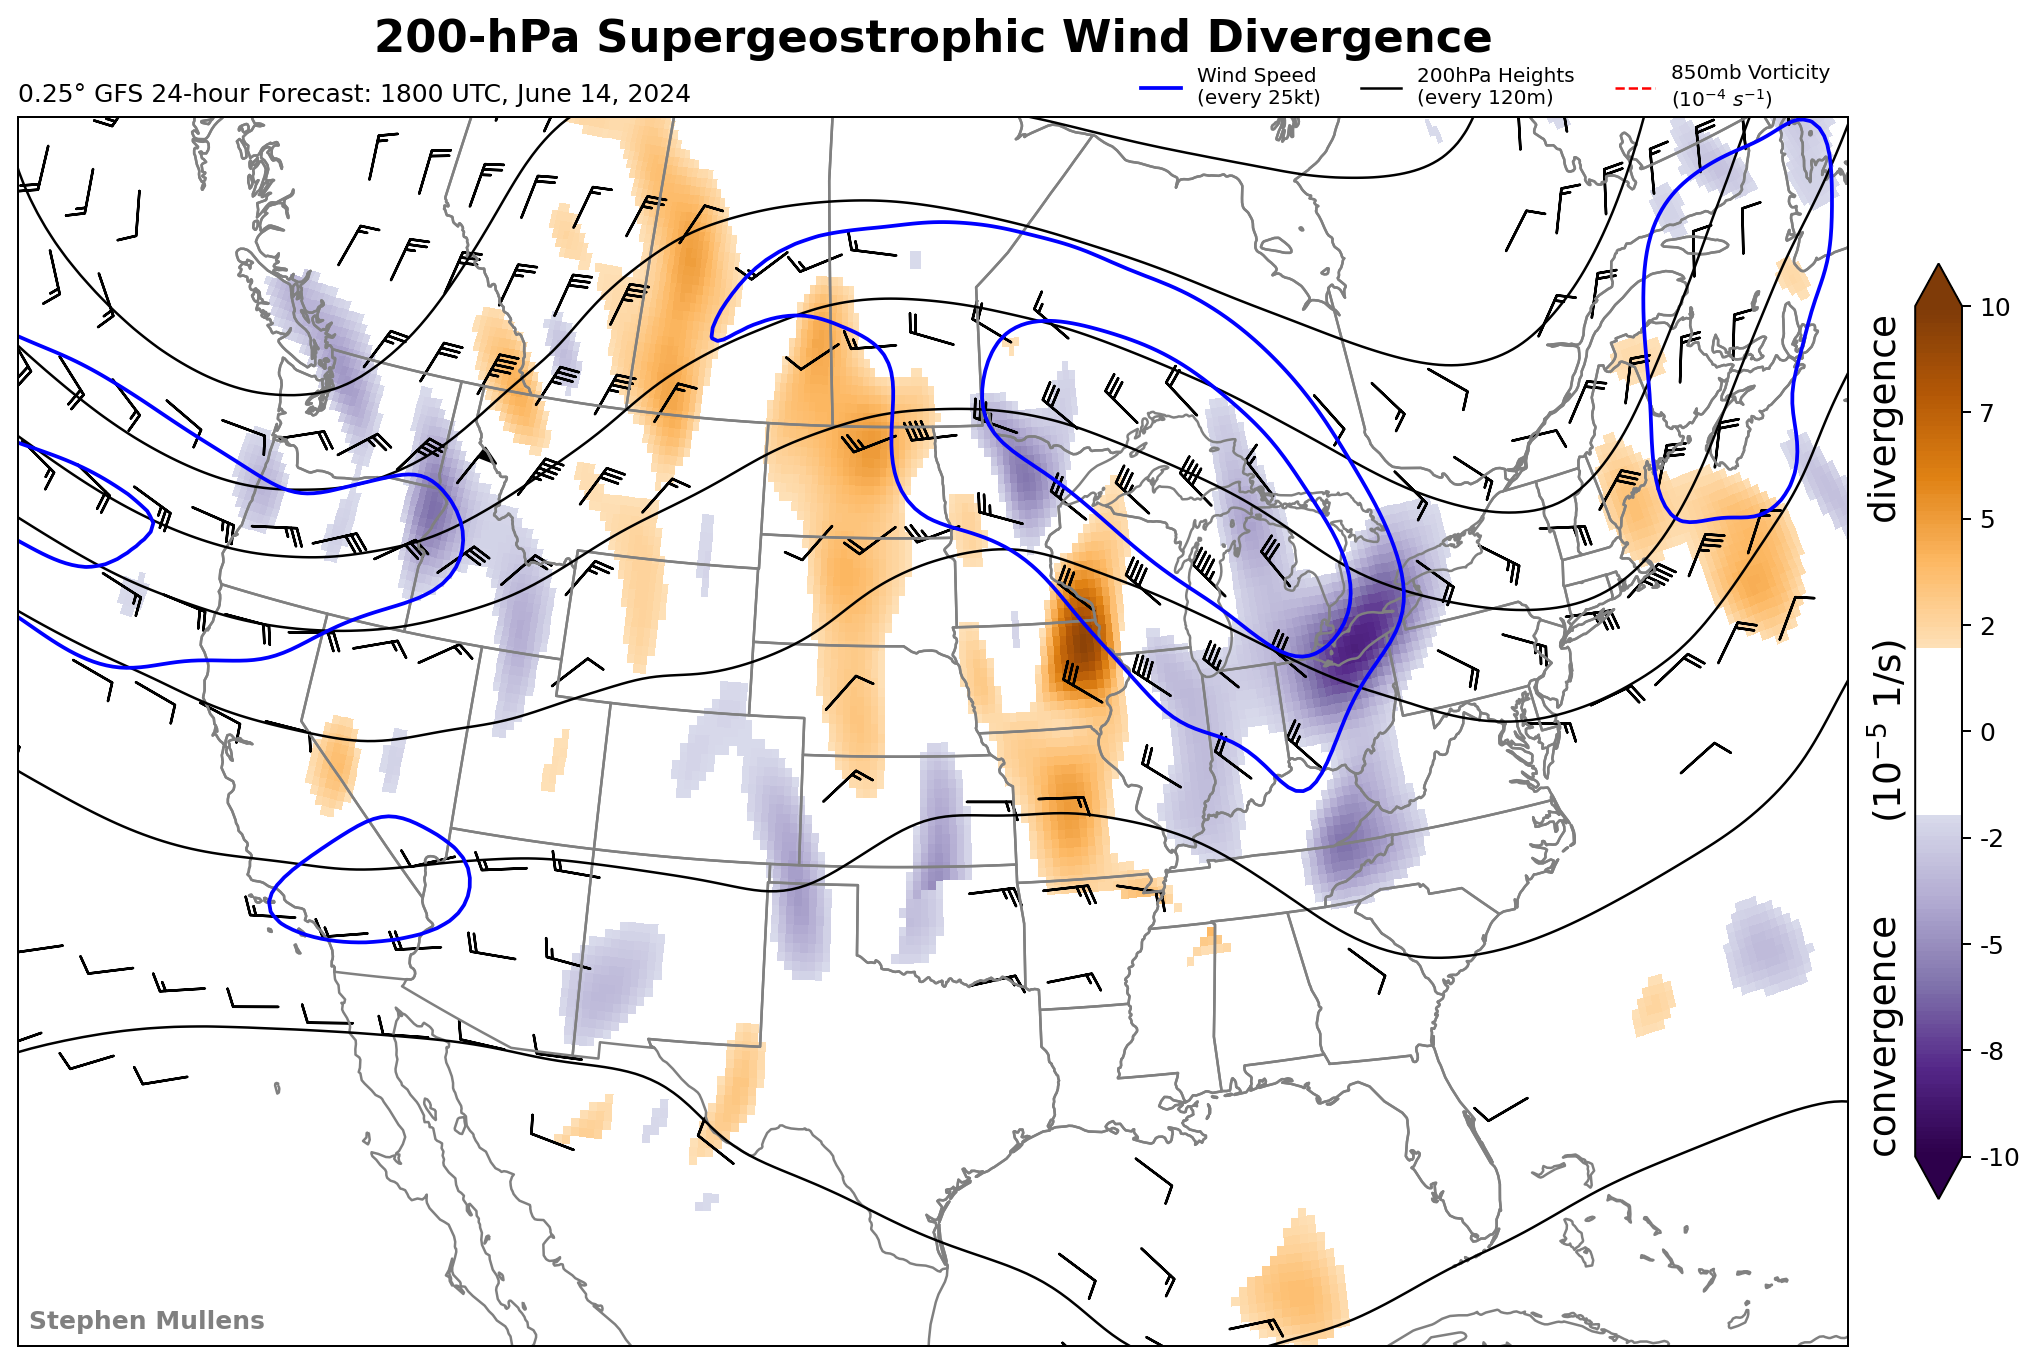 200-hPa Supergeostrophic Wind Divergence
0.25° GFS 24-hour Forecast: 1800 UTC, June 14, 2024
Wind Speed
(every 25kt)
200hPa Heights
(every 120m)
850mb Vorticity
(10⁻⁴ s⁻¹)
10
7
5
2
0
-2
-5
-8
-10
convergence (10⁻⁵ 1/s) divergence
Stephen Mullens